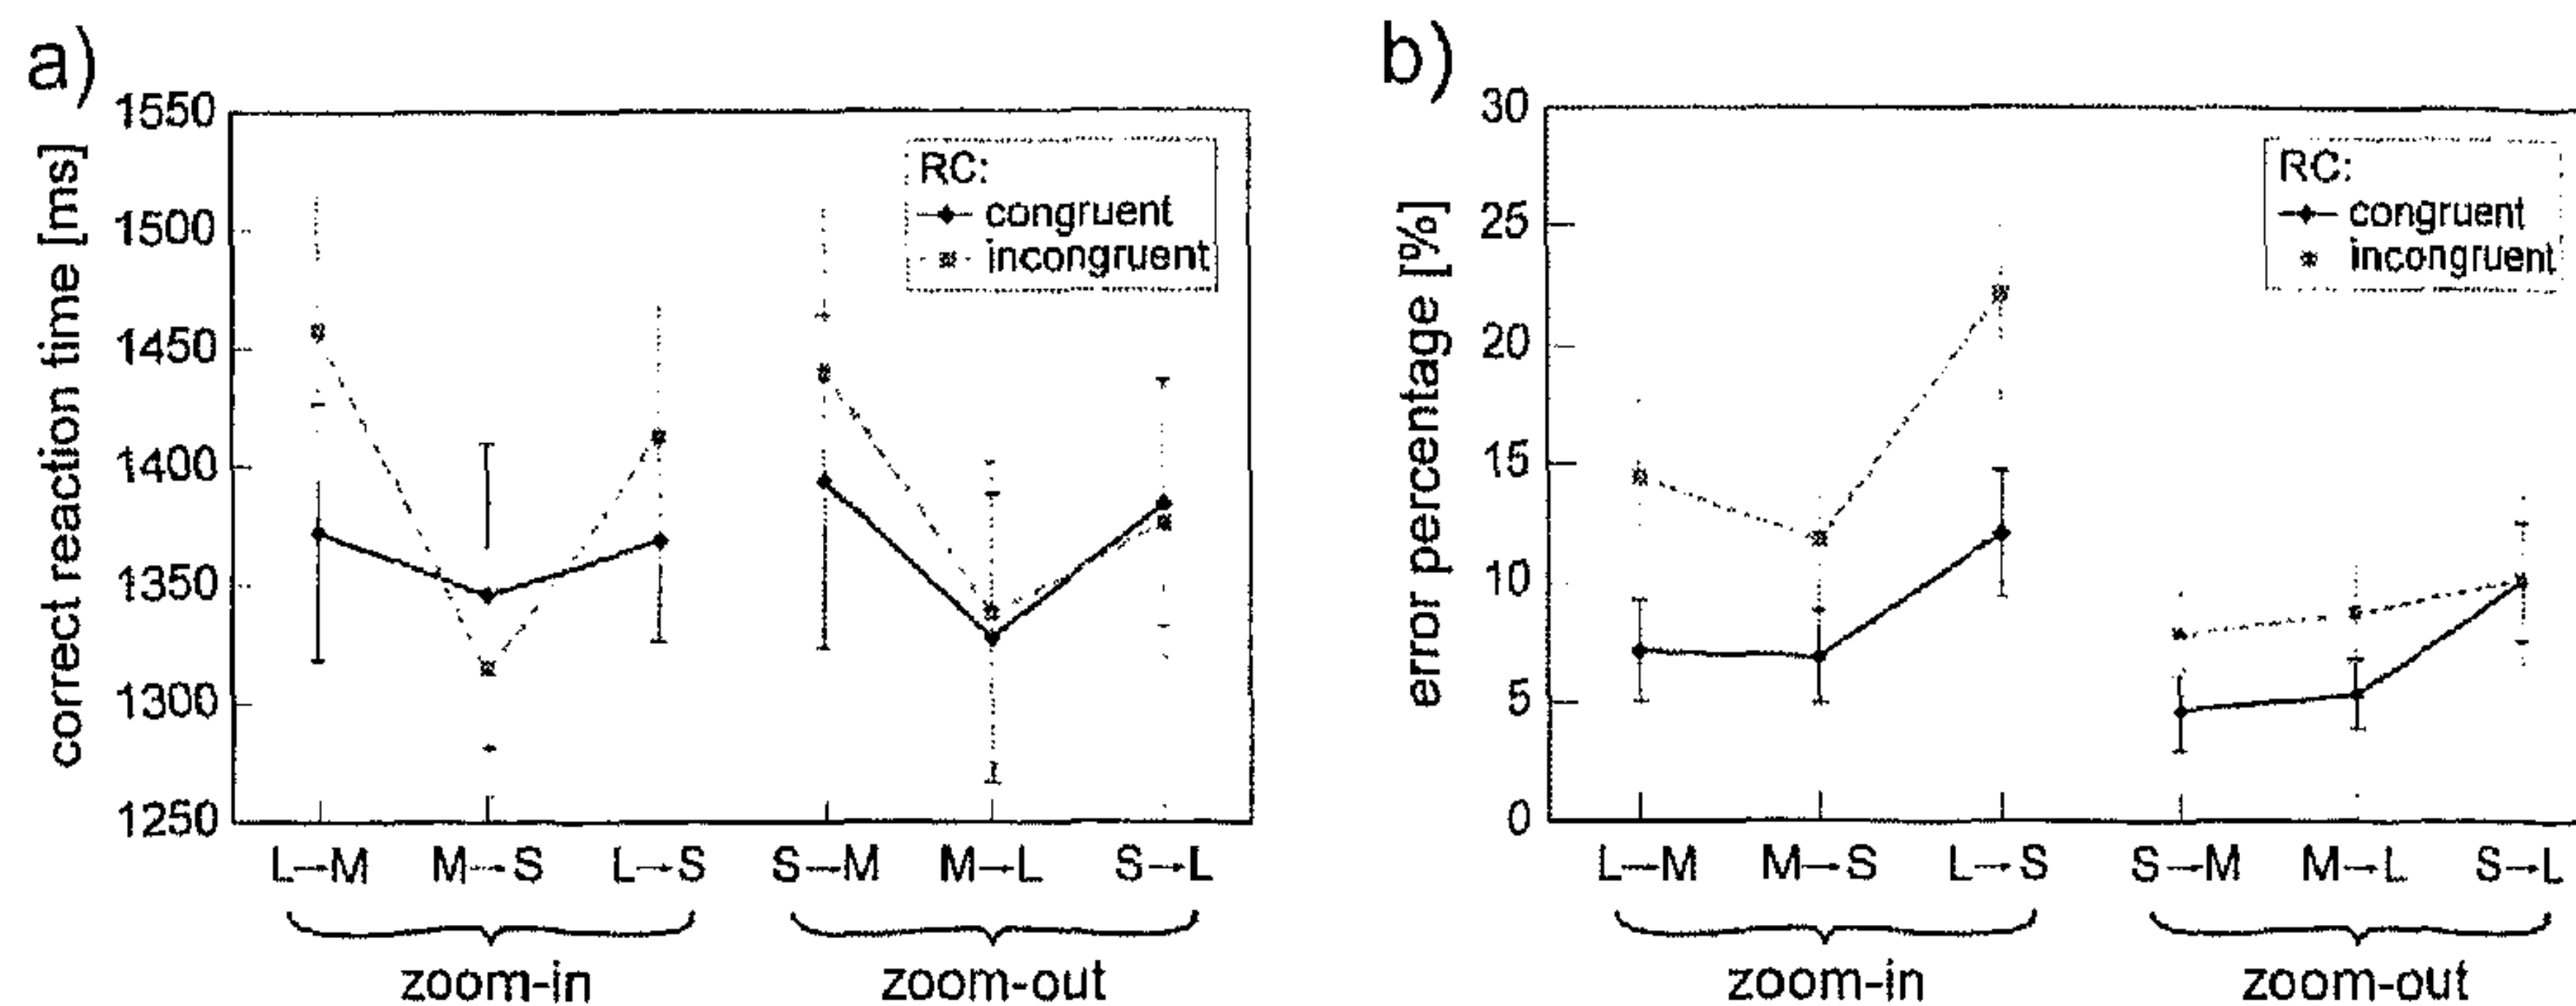 a)
correct reaction time [ms]
1550
1500
1450
1400
1350
1300
1250
RC:
congruent
incongruent
L→M M→S L→S S→M M→L S→L
zoom-in zoom-out
b)
error percentage [%]
30
25
20
15
10
5
0
RC:
congruent
incongruent
L→M M→S L→S S→M M→L S→L
zoom-in zoom-out